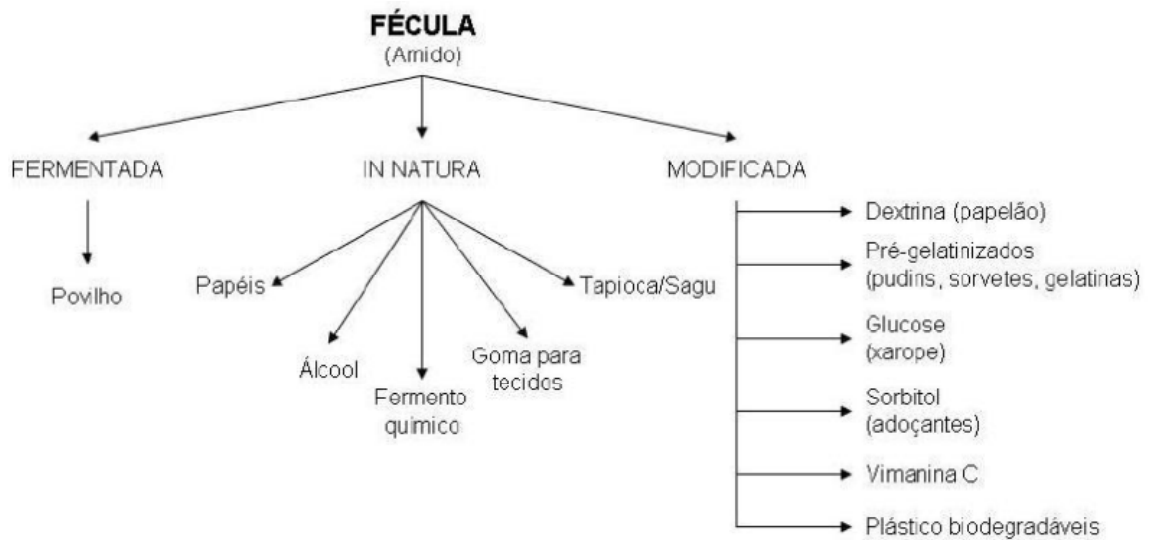 FÉCULA
(Amido)
FERMENTADA
IN NATURA
MODIFICADA
Povilho
Papéis
Álcool
Fermento
químico
Goma para
tecidos
Tapioca/Sagu
Dextrina (papelão)
Pré-gelatinizados
(pudins, sorvetes, gelatinas)
Glucose
(xarope)
Sorbitol
(adoçantes)
Vimanina C
Plástico biodegradáveis